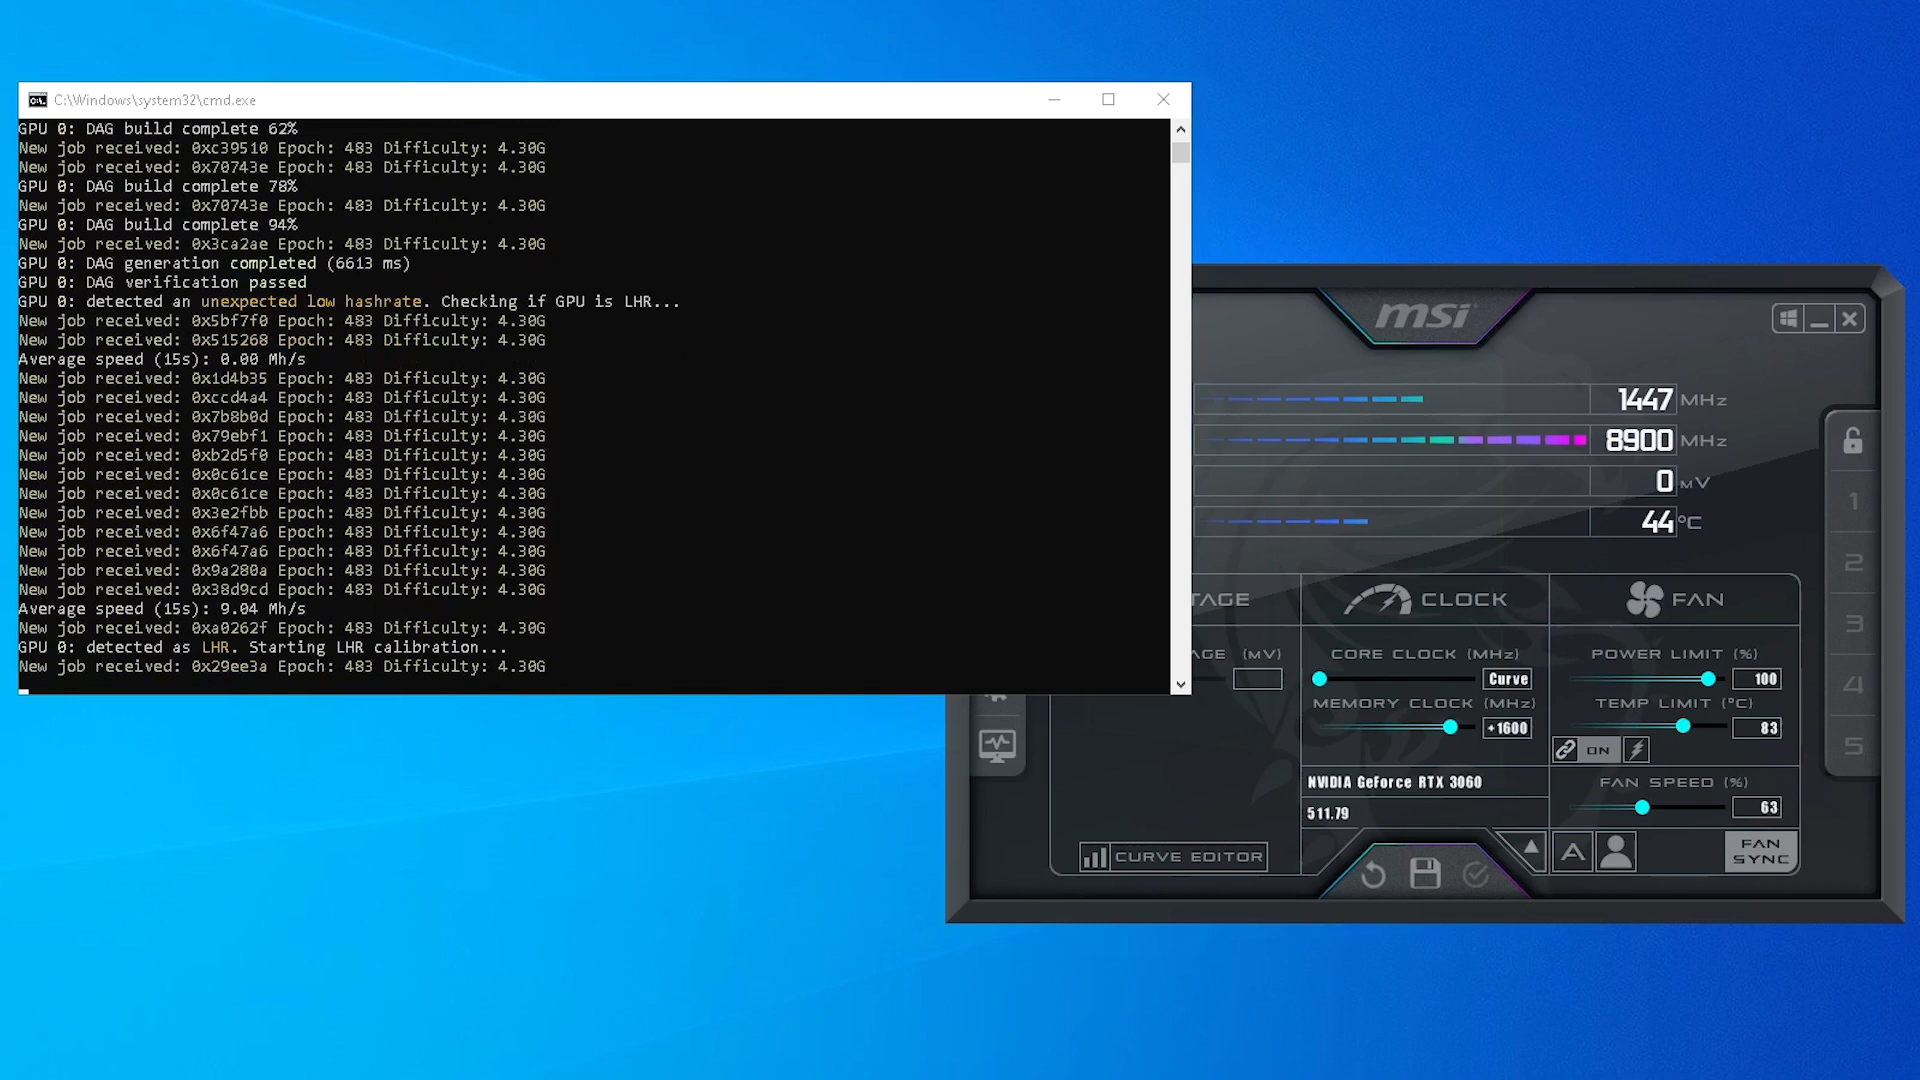 C:\Windows\system32\cmd.exe
GPU 0: DAG build complete 62%
New job received: 0xc39510 Epoch: 483 Difficulty: 4.30G
New job received: 0x70743e Epoch: 483 Difficulty: 4.30G
GPU 0: DAG build complete 78%
New job received: 0x70743e Epoch: 483 Difficulty: 4.30G
GPU 0: DAG build complete 94%
New job received: 0x3ca2ae Epoch: 483 Difficulty: 4.30G
GPU 0: DAG generation completed (6613 ms)
GPU 0: DAG verification passed
GPU 0: detected an unexpected low hashrate. Checking if GPU is LHR...
New job received: 0x5bf7f0 Epoch: 483 Difficulty: 4.30G
New job received: 0x515268 Epoch: 483 Difficulty: 4.30G
Average speed (15s): 0.00 Mh/s
New job received: 0x1d4b35 Epoch: 483 Difficulty: 4.30G
New job received: 0xccd4a4 Epoch: 483 Difficulty: 4.30G
New job received: 0x7b8b0d Epoch: 483 Difficulty: 4.30G
New job received: 0x79ebf1 Epoch: 483 Difficulty: 4.30G
New job received: 0xb2d5f0 Epoch: 483 Difficulty: 4.30G
New job received: 0x0c61ce Epoch: 483 Difficulty: 4.30G
New job received: 0x0c61ce Epoch: 483 Difficulty: 4.30G
New job received: 0x3e2fbb Epoch: 483 Difficulty: 4.30G
New job received: 0x6f47a6 Epoch: 483 Difficulty: 4.30G
New job received: 0x6f47a6 Epoch: 483 Difficulty: 4.30G
New job received: 0x9a280a Epoch: 483 Difficulty: 4.30G
New job received: 0x38d9cd Epoch: 483 Difficulty: 4.30G
Average speed (15s): 9.04 Mh/s
New job received: 0xa0262f Epoch: 483 Difficulty: 4.30G
GPU 0: detected as LHR. Starting LHR calibration...
New job received: 0x29ee3a Epoch: 483 Difficulty: 4.30G
msi
1447 MHz
8900 MHz
0 MV
44 °C
TAGE
AGE (MV)
CLOCK
CORE CLOCK (MHz)
Curve
MEMORY CLOCK (MHz)
+1600
NVIDIA GeForce RTX 3060
511.79
FAN
POWER LIMIT (%)
100
TEMP LIMIT (°C)
83
ON
FAN SPEED (%)
63
CURVE EDITOR
A
FAN
SYNC
1
2
3
4
5